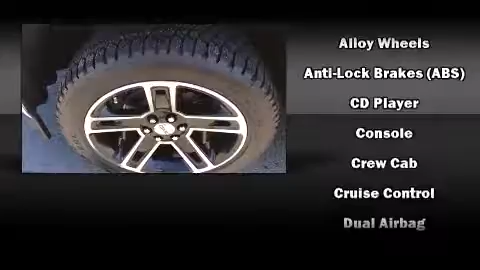 Alloy Wheels
Anti-Lock Brakes (ABS)
CD Player
Console
Crew Cab
Cruise Control
Dual Airbag